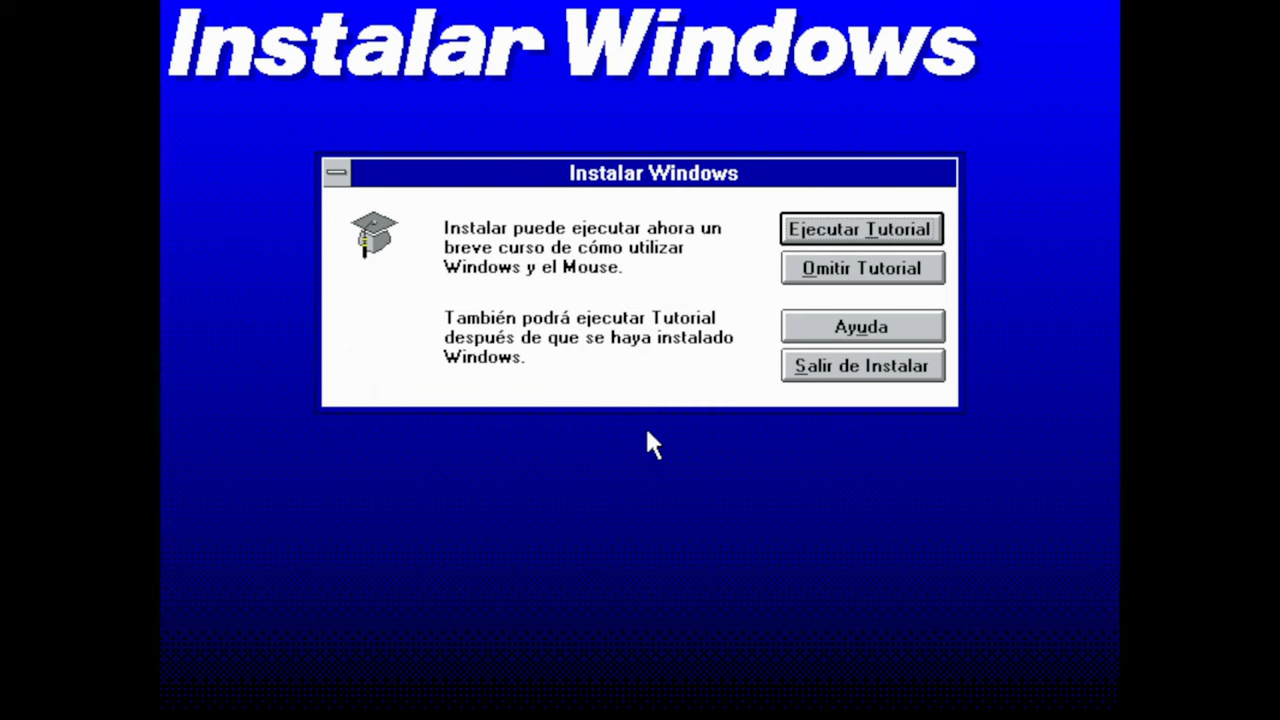 Instalar Windows
Instalar Windows
Instalar puede ejecutar ahora un
breve curso de cómo utilizar
Windows y el Mouse.
También podrá ejecutar Tutorial
después de que se haya instalado
Windows.
Ejecutar Tutorial
Omitir Tutorial
Ayuda
Salir de Instalar